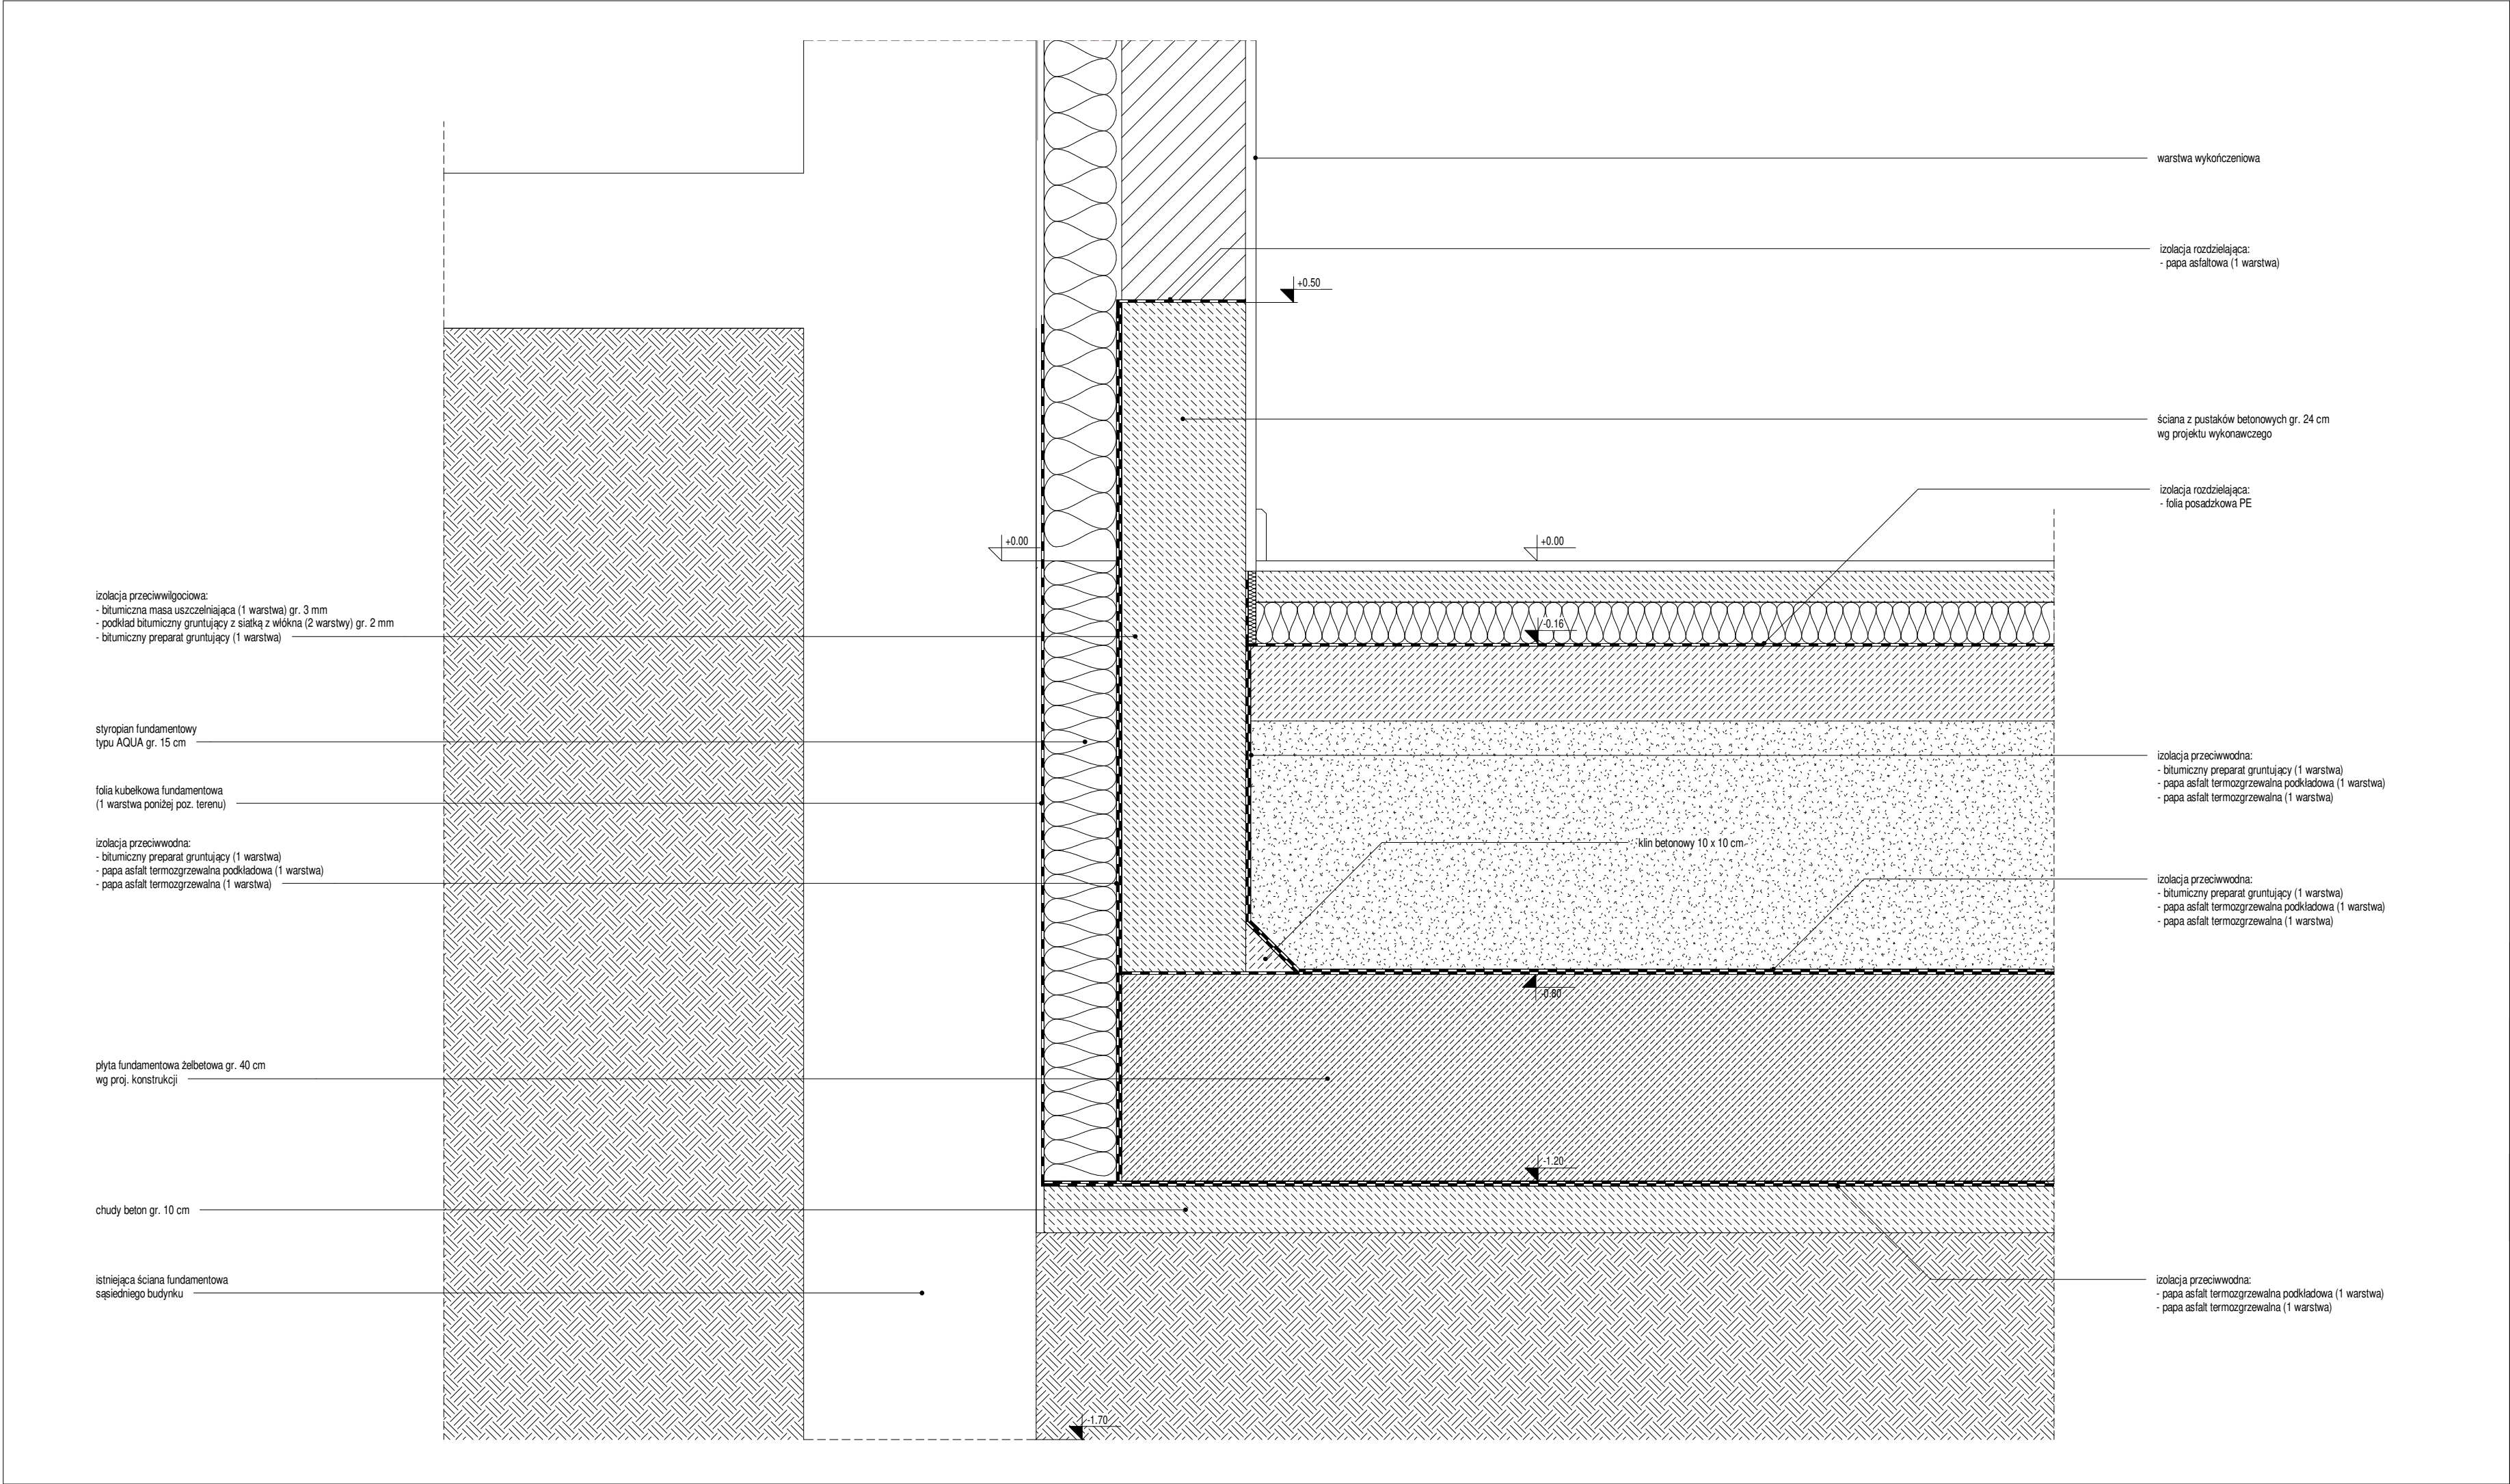 warstwa wykończeniowa
izolacja rozdzielająca:
- papa asfaltowa (1 warstwa)
+0.50
ściana z pustaków betonowych gr. 24 cm
wg projektu wykonawczego
izolacja rozdzielająca:
- folia posadzkowa PE
+0.00
+0.00
izolacja przeciwwilgociowa:
- bitumiczna masa uszczelniająca (1 warstwa) gr. 3 mm
- podkład bitumiczny gruntujący z siatką z włókna (2 warstwy) gr. 2 mm
- bitumiczny preparat gruntujący (1 warstwa)
-0.16
styropian fundamentowy
typu AQUA gr. 15 cm
izolacja przeciwwodna:
- bitumiczny preparat gruntujący (1 warstwa)
- papa asfalt termozgrzewalna podkładowa (1 warstwa)
- papa asfalt termozgrzewalna (1 warstwa)
folia kubełkowa fundamentowa
(1 warstwa poniżej poz. terenu)
izolacja przeciwwodna:
- bitumiczny preparat gruntujący (1 warstwa)
- papa asfalt termozgrzewalna podkładowa (1 warstwa)
- papa asfalt termozgrzewalna (1 warstwa)
klin betonowy 10 x 10 cm
izolacja przeciwwodna:
- bitumiczny preparat gruntujący (1 warstwa)
- papa asfalt termozgrzewalna podkładowa (1 warstwa)
- papa asfalt termozgrzewalna (1 warstwa)
-0.80
płyta fundamentowa żelbetowa gr. 40 cm
wg proj. konstrukcji
-1.20
chudy beton gr. 10 cm
istniejąca ściana fundamentowa
sąsiedniego budynku
izolacja przeciwwodna:
- papa asfalt termozgrzewalna podkładowa (1 warstwa)
- papa asfalt termozgrzewalna (1 warstwa)
-1.70